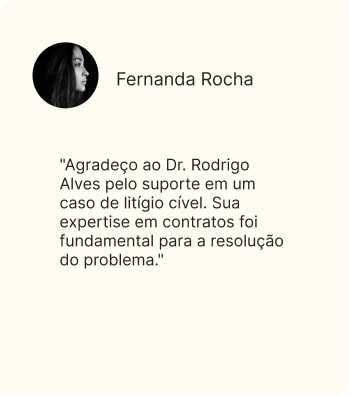 Fernanda Rocha
"Agradeço ao Dr. Rodrigo
Alves pelo suporte em um
caso de litígio cível. Sua
expertise em contratos foi
fundamental para a resolução
do problema."